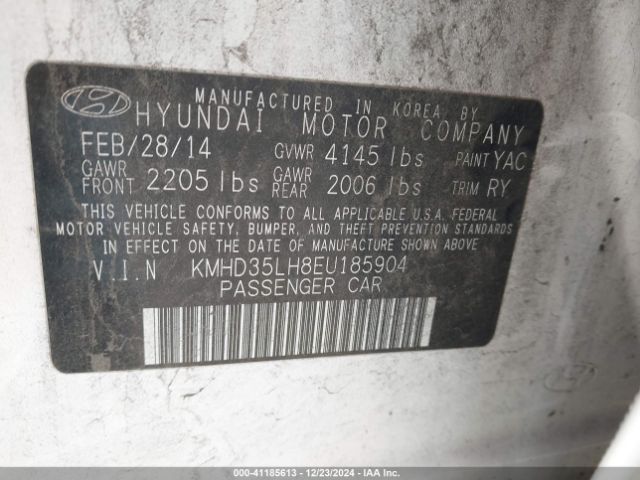 MANUFACTURED IN KOREA BY
HYUNDAI MOTOR COMPANY
FEB/28/14 GVWR 4145 lbs PAINT YAC
GAWR FRONT 2205 lbs GAWR REAR 2006 lbs TRIM RY
THIS VEHICLE CONFORMS TO ALL APPLICABLE U.S.A. FEDERAL
MOTOR VEHICLE SAFETY, BUMPER, AND THEFT PREVENTION STANDARDS
IN EFFECT ON THE DATE OF MANUFACTURE SHOWN ABOVE.
V.I.N KMHD35LH8EU185904
PASSENGER CAR
000-41185613 - 12/23/2024 - IAA Inc.